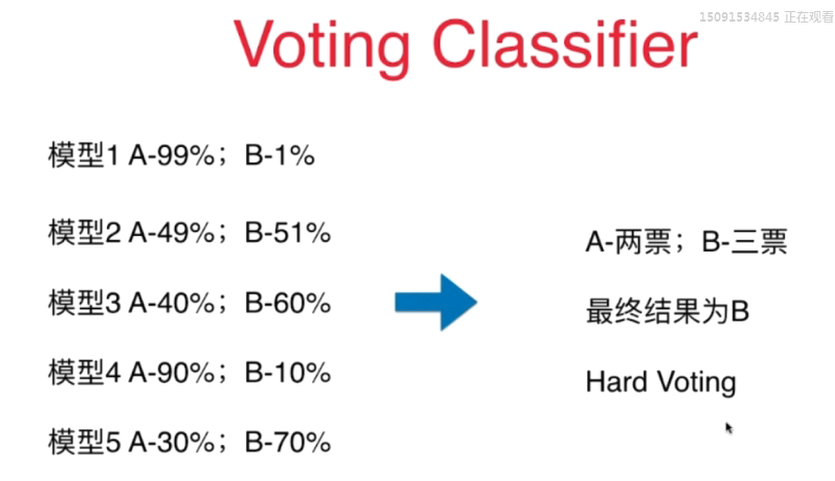 15091534845 正在观看
Voting Classifier
模型1 A-99%；B-1%
模型2 A-49%；B-51%
模型3 A-40%；B-60%
模型4 A-90%；B-10%
模型5 A-30%；B-70%
A-两票；B-三票
最终结果为B
Hard Voting